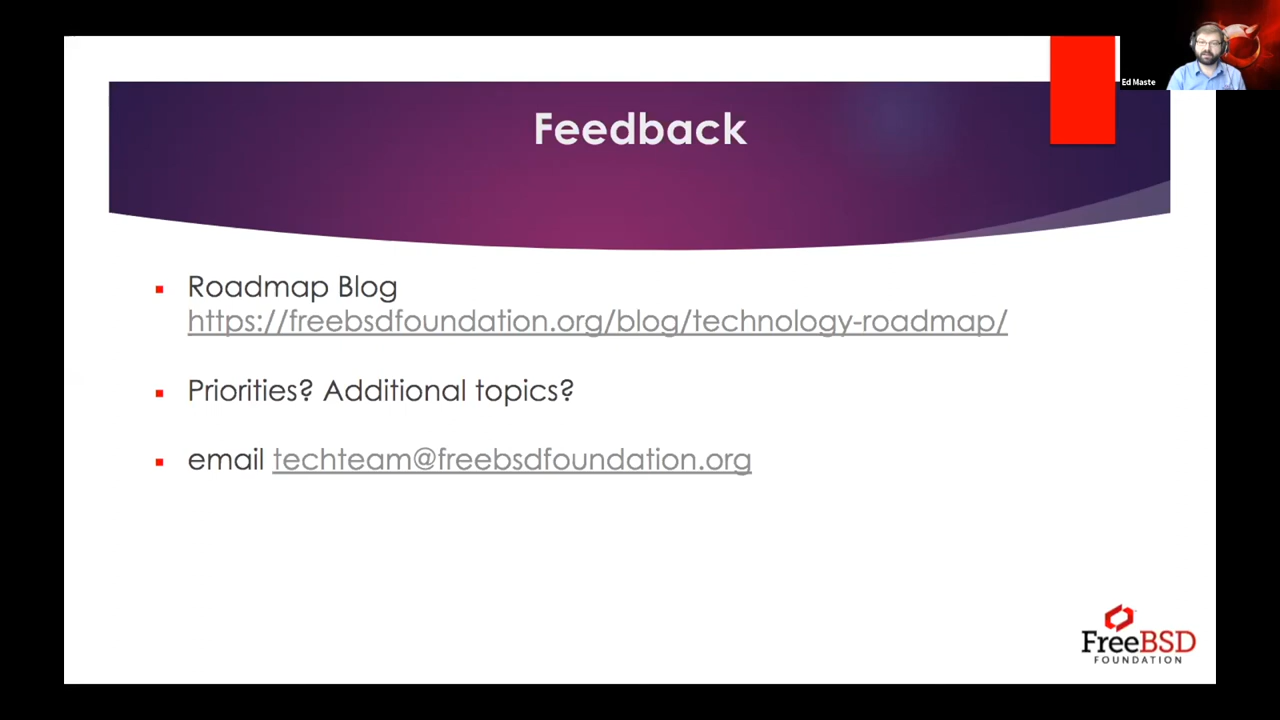 Ed Maste
Feedback
Roadmap Blog
https://freebsdfoundation.org/blog/technology-roadmap/
Priorities? Additional topics?
email techteam@freebsdfoundation.org
FreeBSD
FOUNDATION